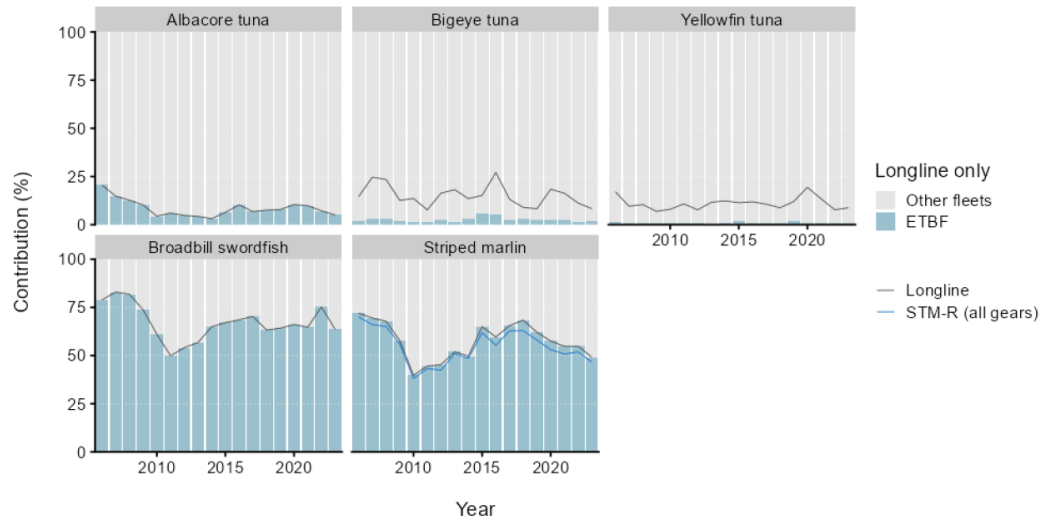 Albacore tuna
Bigeye tuna
Yellowfin tuna
100
75
50
25
0
2010
2015
2020
Contribution (%)
Longline only
Other fleets
ETBF
Longline
STM-R (all gears)
Broadbill swordfish
Striped marlin
100
75
50
25
0
2010
2015
2020
2010
2015
2020
Year